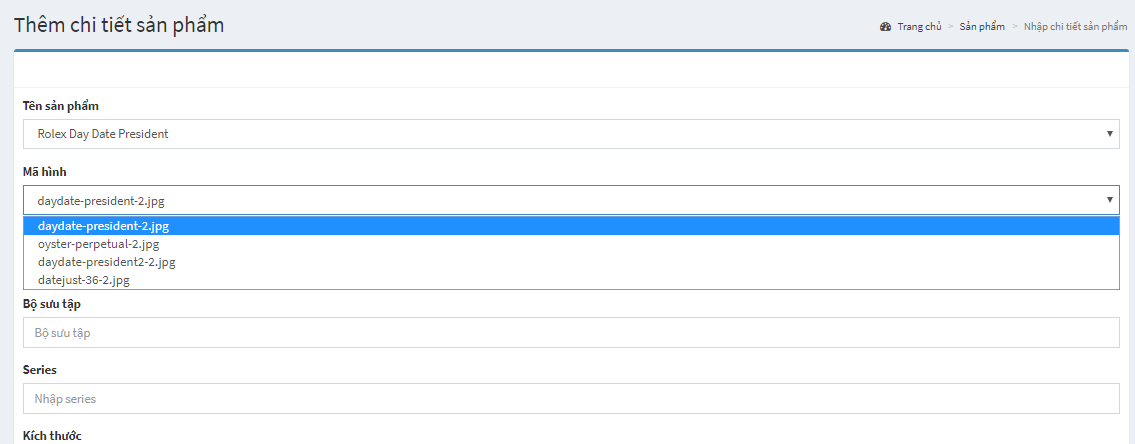 Thêm chi tiết sản phẩm
Trang chủ > Sản phẩm > Nhập chi tiết sản phẩm
Tên sản phẩm
Rolex Day Date President
Mã hình
daydate-president-2.jpg
daydate-president-2.jpg
oyster-perpetual-2.jpg
daydate-president2-2.jpg
datejust-36-2.jpg
Bộ sưu tập
Bộ sưu tập
Series
Nhập series
Kích thước